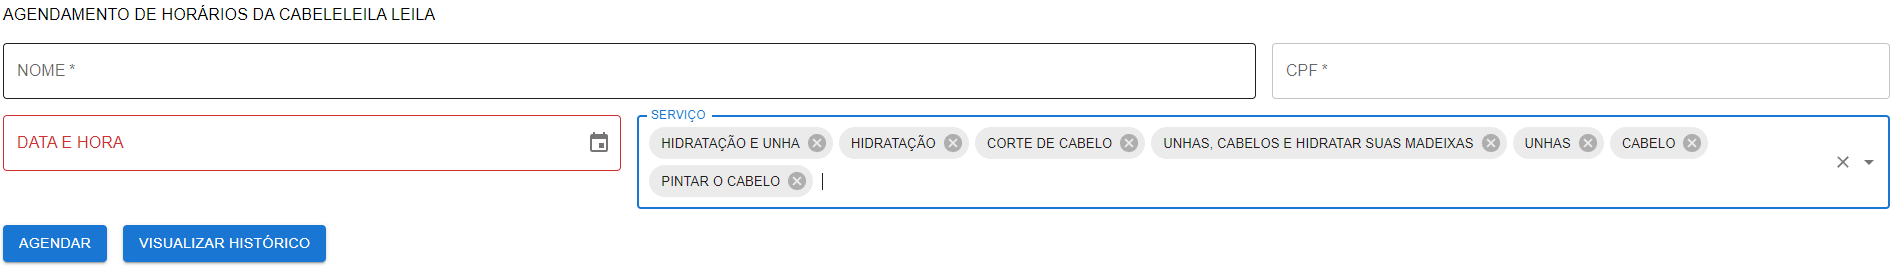 AGENDAMENTO DE HORÁRIOS DA CABELELEILA LEILA
NOME *
CPF *
DATA E HORA
SERVIÇO
HIDRATAÇÃO E UNHA
HIDRATAÇÃO
CORTE DE CABELO
UNHAS, CABELOS E HIDRATAR SUAS MADEIXAS
UNHAS
CABELO
PINTAR O CABELO
AGENDAR
VISUALIZAR HISTÓRICO